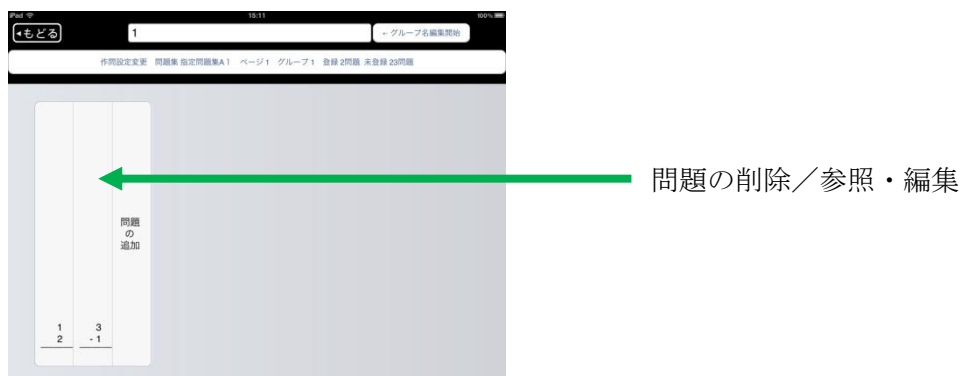 iPad 15:11 100%
◂もどる 1 ←グループ名編集開始
作問設定変更 問題集 指定問題集A1 ページ1 グループ1 登録2問題 未登録23問題
問題の削除／参照・編集
問題
の
追加
1 3
2 -1